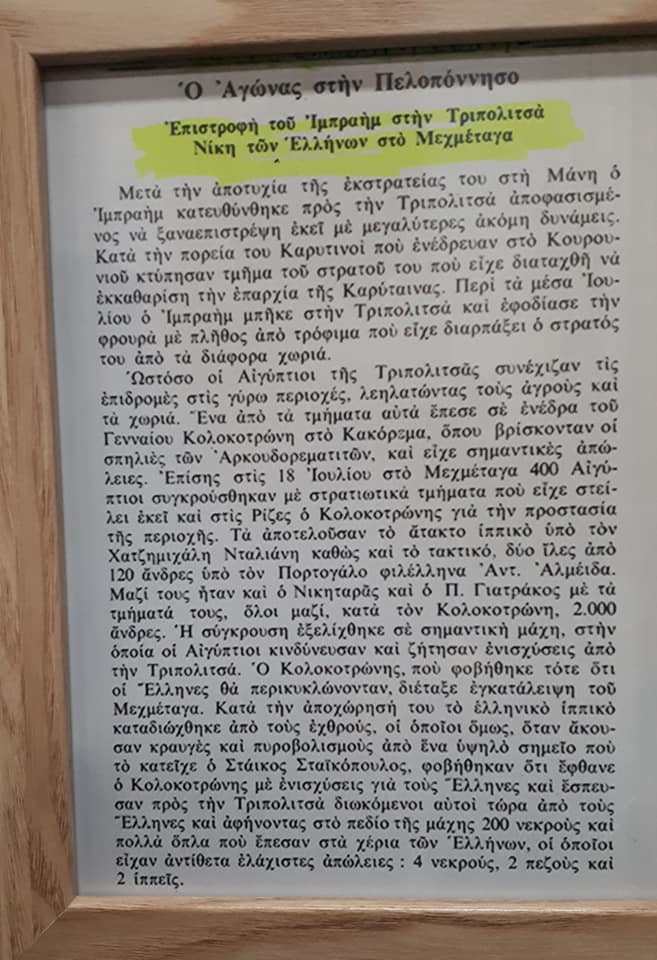 Ὁ Ἀγώνας στὴν Πελοπόννησο
Ἐπιστροφὴ τοῦ Ἰμπραὴμ στὴν Τριπολιτσὰ
Νίκη τῶν Ἑλλήνων στὸ Μεχμέταγα
Μετὰ τὴν ἀποτυχία τῆς ἐκστρατείας του στὴ Μάνη ὁ
Ἰμπραὴμ κατευθύνθηκε πρὸς τὴν Τριπολιτσὰ ἀποφασισμέ-
νος νὰ ξαναεπιστρέψη ἐκεῖ μὲ μεγαλύτερες ἀκόμη δυνάμεις.
Κατὰ τὴν πορεία του Καρυτινοὶ ποὺ ἐνέδρευαν στὸ Κουρου-
νιοῦ κτύπησαν τμῆμα τοῦ στρατοῦ του ποὺ εἶχε διαταχθῆ νὰ
ἐκκαθαρίση τὴν ἐπαρχία τῆς Καρύταινας. Περὶ τὰ μέσα Ἰου-
λίου ὁ Ἰμπραὴμ μπῆκε στὴν Τριπολιτσὰ καὶ ἐφοδίασε τὴν
φρουρὰ μὲ πλῆθος ἀπὸ τρόφιμα ποὺ εἶχε διαρπάξει ὁ στρατός
του ἀπὸ τὰ διάφορα χωριά.
Ὡστόσο οἱ Αἰγύπτιοι τῆς Τριπολιτσᾶς συνέχιζαν τὶς
ἐπιδρομὲς στὶς γύρω περιοχές, λεηλατώντας τοὺς ἀγροὺς καὶ
τὰ χωριά. Ἕνα ἀπὸ τὰ τμήματα αὐτὰ ἔπεσε σὲ ἐνέδρα τοῦ
Γενναίου Κολοκοτρώνη στὸ Κακόρεμα, ὅπου βρίσκονταν οἱ
σπηλιὲς τῶν Ἀρκουδορεματιτῶν, καὶ εἶχε σημαντικὲς ἀπώ-
λειες. Ἐπίσης στὶς 18 Ἰουλίου στὸ Μεχμέταγα 400 Αἰγύ-
πτιοι συγκρούσθηκαν μὲ στρατιωτικὰ τμήματα ποὺ εἶχε στεί-
λει ἐκεῖ καὶ στὶς Ρίζες ὁ Κολοκοτρώνης γιὰ τὴν προστασία
τῆς περιοχῆς. Τὰ ἀποτελοῦσαν τὸ ἄτακτο ἱππικὸ ὑπὸ τὸν
Χατζημιχάλη Νταλιάνη καθὼς καὶ τὸ τακτικό, δύο ἶλες ἀπὸ
120 ἄνδρες ὑπὸ τὸν Πορτογάλο φιλέλληνα Ἀντ. Ἀλμέιδα.
Μαζί τους ἦταν καὶ ὁ Νικηταρᾶς καὶ ὁ Π. Γιατράκος μὲ τὰ
τμήματά τους, ὅλοι μαζί, κατὰ τὸν Κολοκοτρώνη, 2.000
ἄνδρες. Ἡ σύγκρουση ἐξελίχθηκε σὲ σημαντικὴ μάχη, στὴν
ὁποία οἱ Αἰγύπτιοι κινδύνευσαν καὶ ζήτησαν ἐνισχύσεις ἀπὸ
τὴν Τριπολιτσά. Ὁ Κολοκοτρώνης, ποὺ φοβήθηκε τότε ὅτι
οἱ Ἕλληνες θὰ περικυκλώνονταν, διέταξε ἐγκατάλειψη τοῦ
Μεχμέταγα. Κατὰ τὴν ἀποχώρησή του τὸ ἑλληνικὸ ἱππικὸ
καταδιώχθηκε ἀπὸ τοὺς ἐχθρούς, οἱ ὁποῖοι ὅμως, ὅταν ἄκου-
σαν κραυγὲς καὶ πυροβολισμοὺς ἀπὸ ἕνα ὑψηλὸ σημεῖο ποὺ
τὸ κατεῖχε ὁ Στάικος Σταϊκόπουλος, φοβήθηκαν ὅτι ἔφθανε
ὁ Κολοκοτρώνης μὲ ἐνισχύσεις γιὰ τοὺς Ἕλληνες καὶ ἔσπευ-
σαν πρὸς τὴν Τριπολιτσὰ διωκόμενοι αὐτοὶ τώρα ἀπὸ τοὺς
Ἕλληνες καὶ ἀφήνοντας στὸ πεδίο τῆς μάχης 200 νεκροὺς καὶ
πολλὰ ὅπλα ποὺ ἔπεσαν στὰ χέρια τῶν Ἑλλήνων, οἱ ὁποῖοι
εἶχαν ἀντίθετα ἐλάχιστες ἀπώλειες : 4 νεκρούς, 2 πεζοὺς καὶ
2 ἱππεῖς.